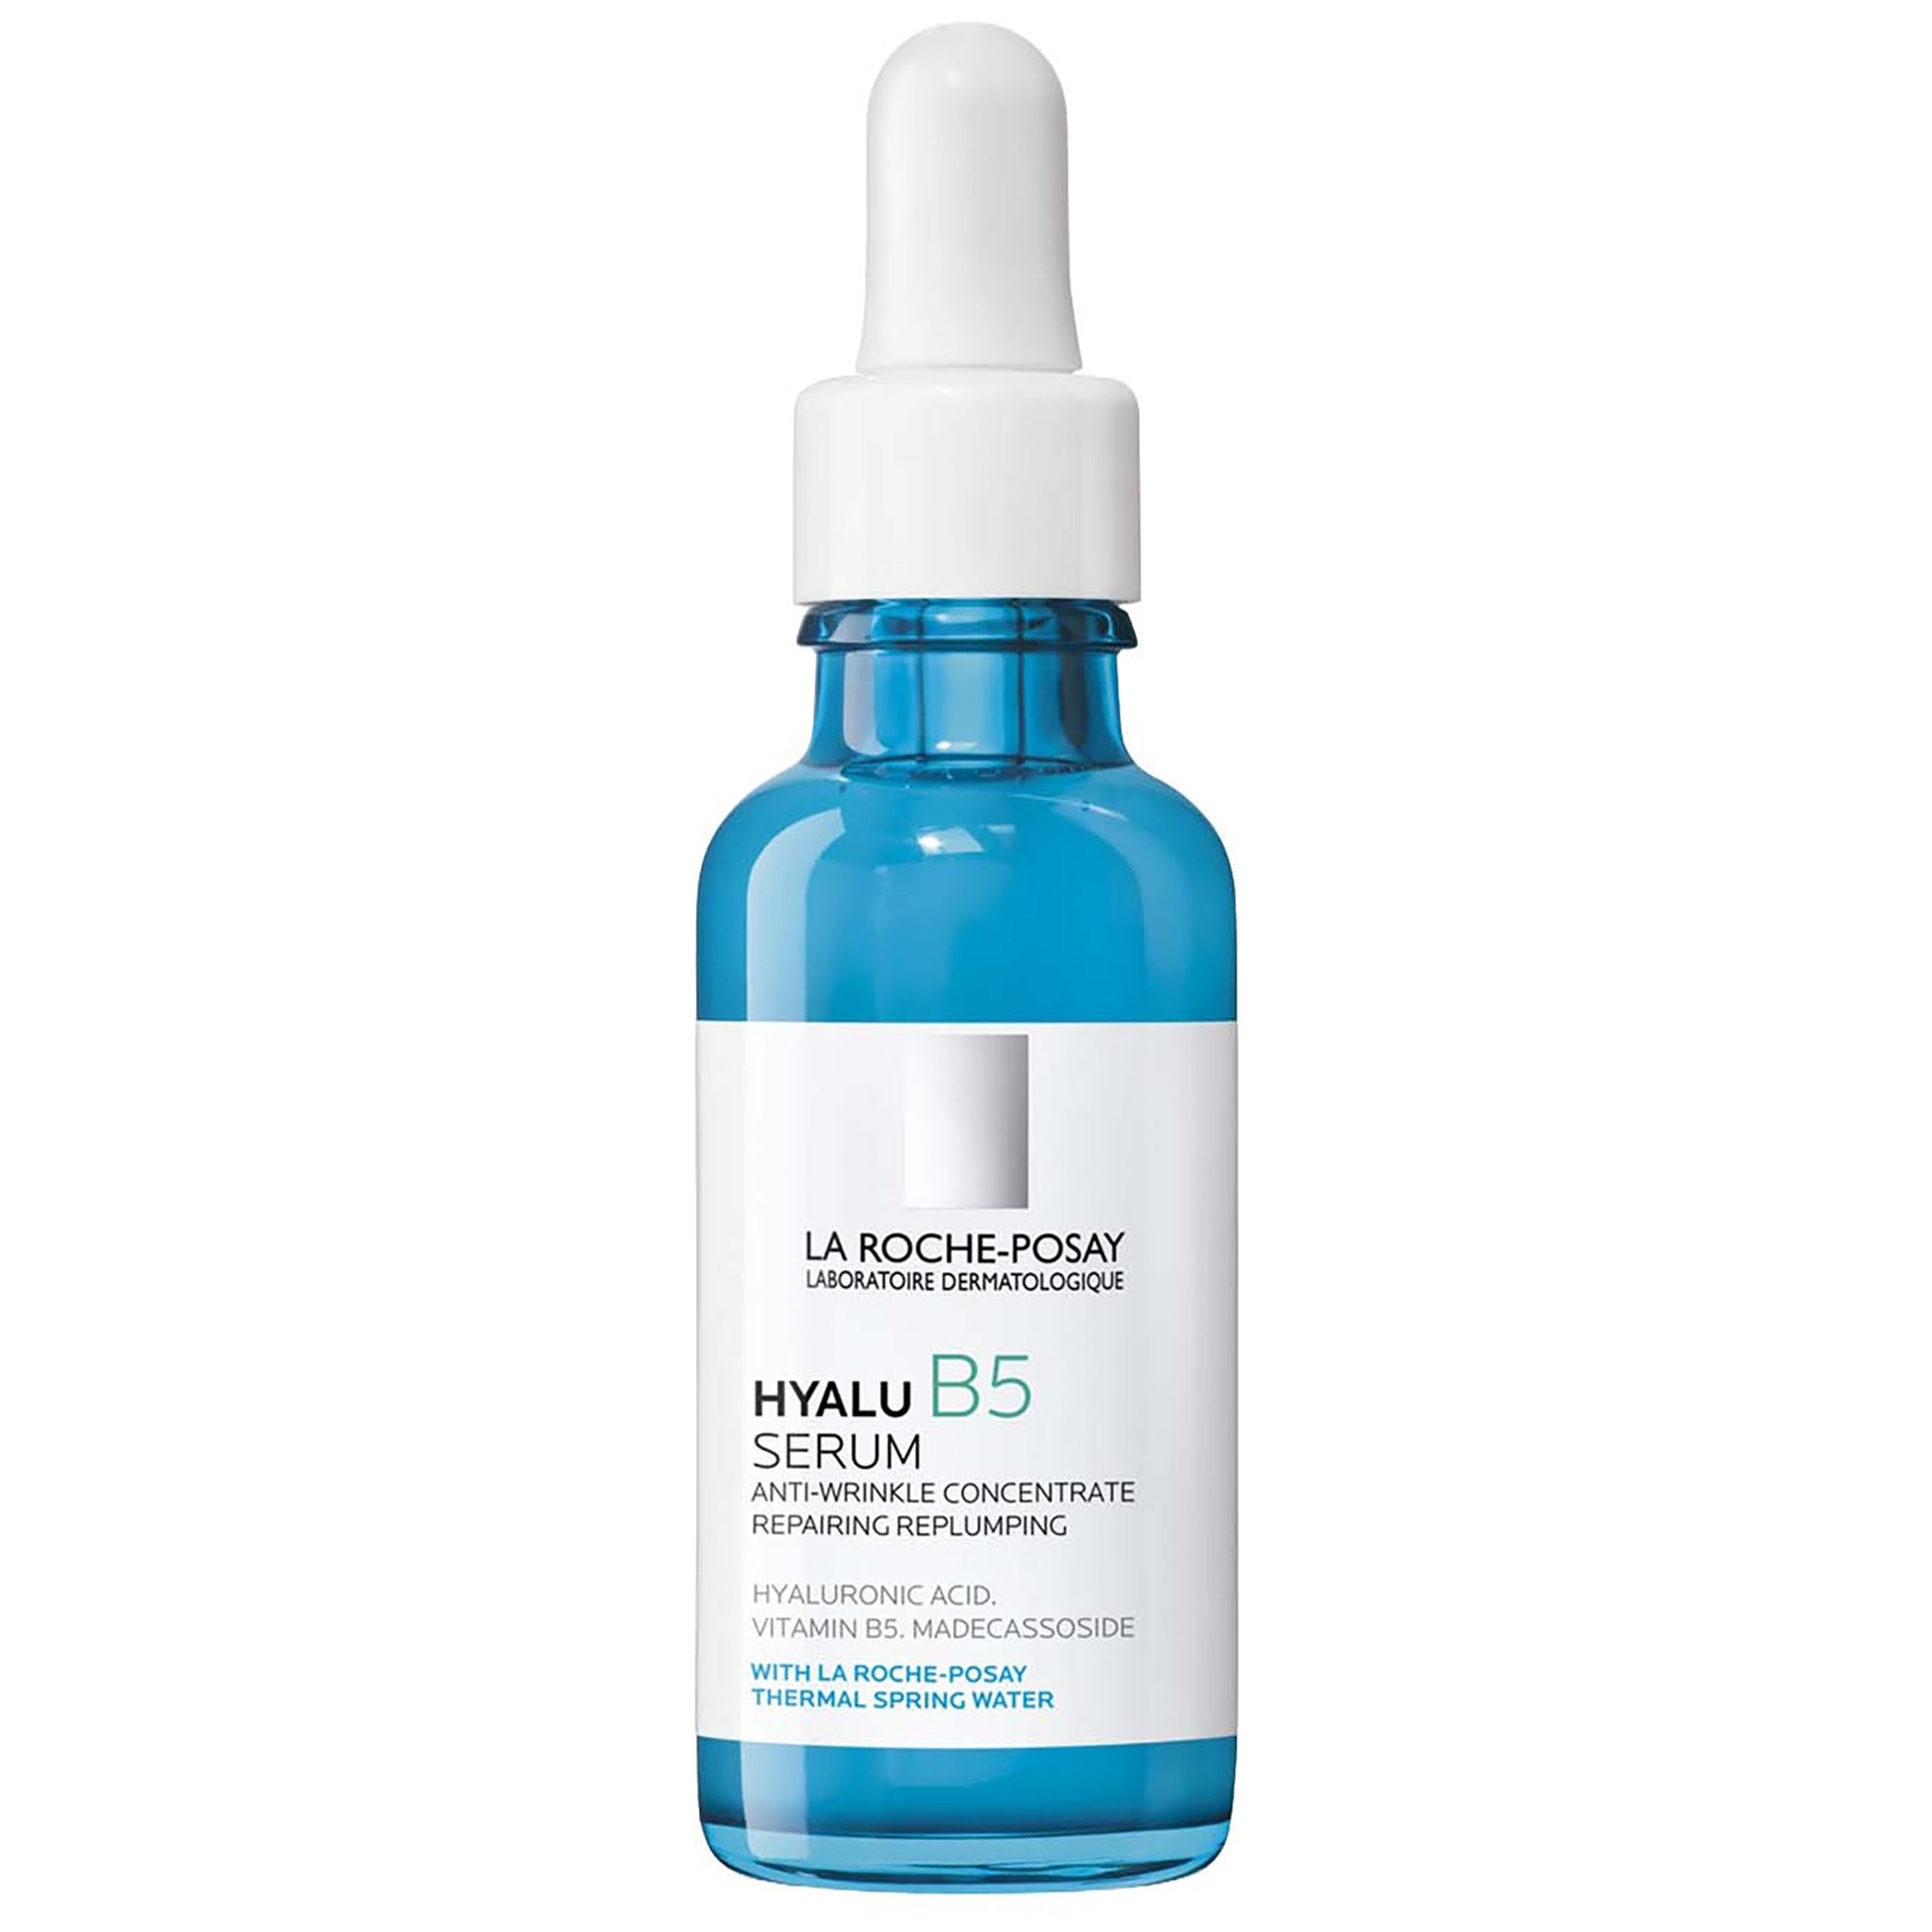 LA ROCHE-POSAY
LABORATOIRE DERMATOLOGIQUE
HYALU B5
SERUM
ANTI-WRINKLE CONCENTRATE
REPAIRING REPLUMPING
HYALURONIC ACID.
VITAMIN B5. MADECASSOSIDE
WITH LA ROCHE-POSAY
THERMAL SPRING WATER